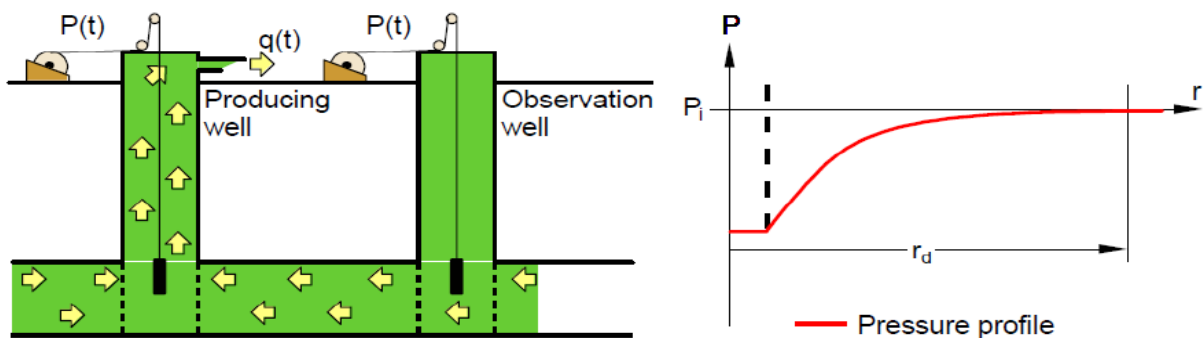 P(t)
q(t)
P(t)
Producing
well
Observation
well
P
r
Pi
rd
Pressure profile